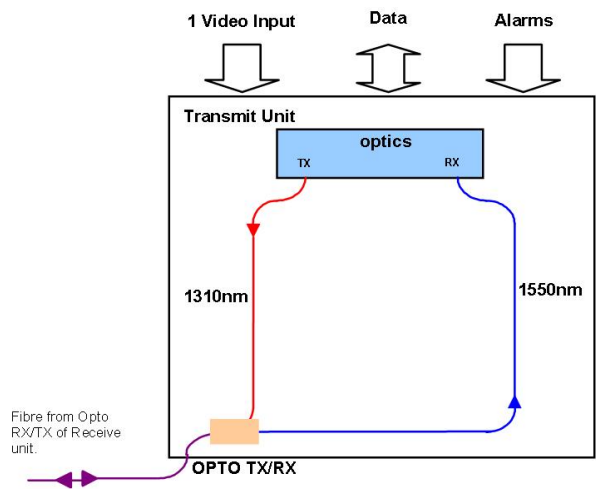 1 Video Input
Data
Alarms
Transmit Unit
optics
TX
RX
1310nm
1550nm
Fibre from Opto
RX/TX of Receive
unit.
OPTO TX/RX